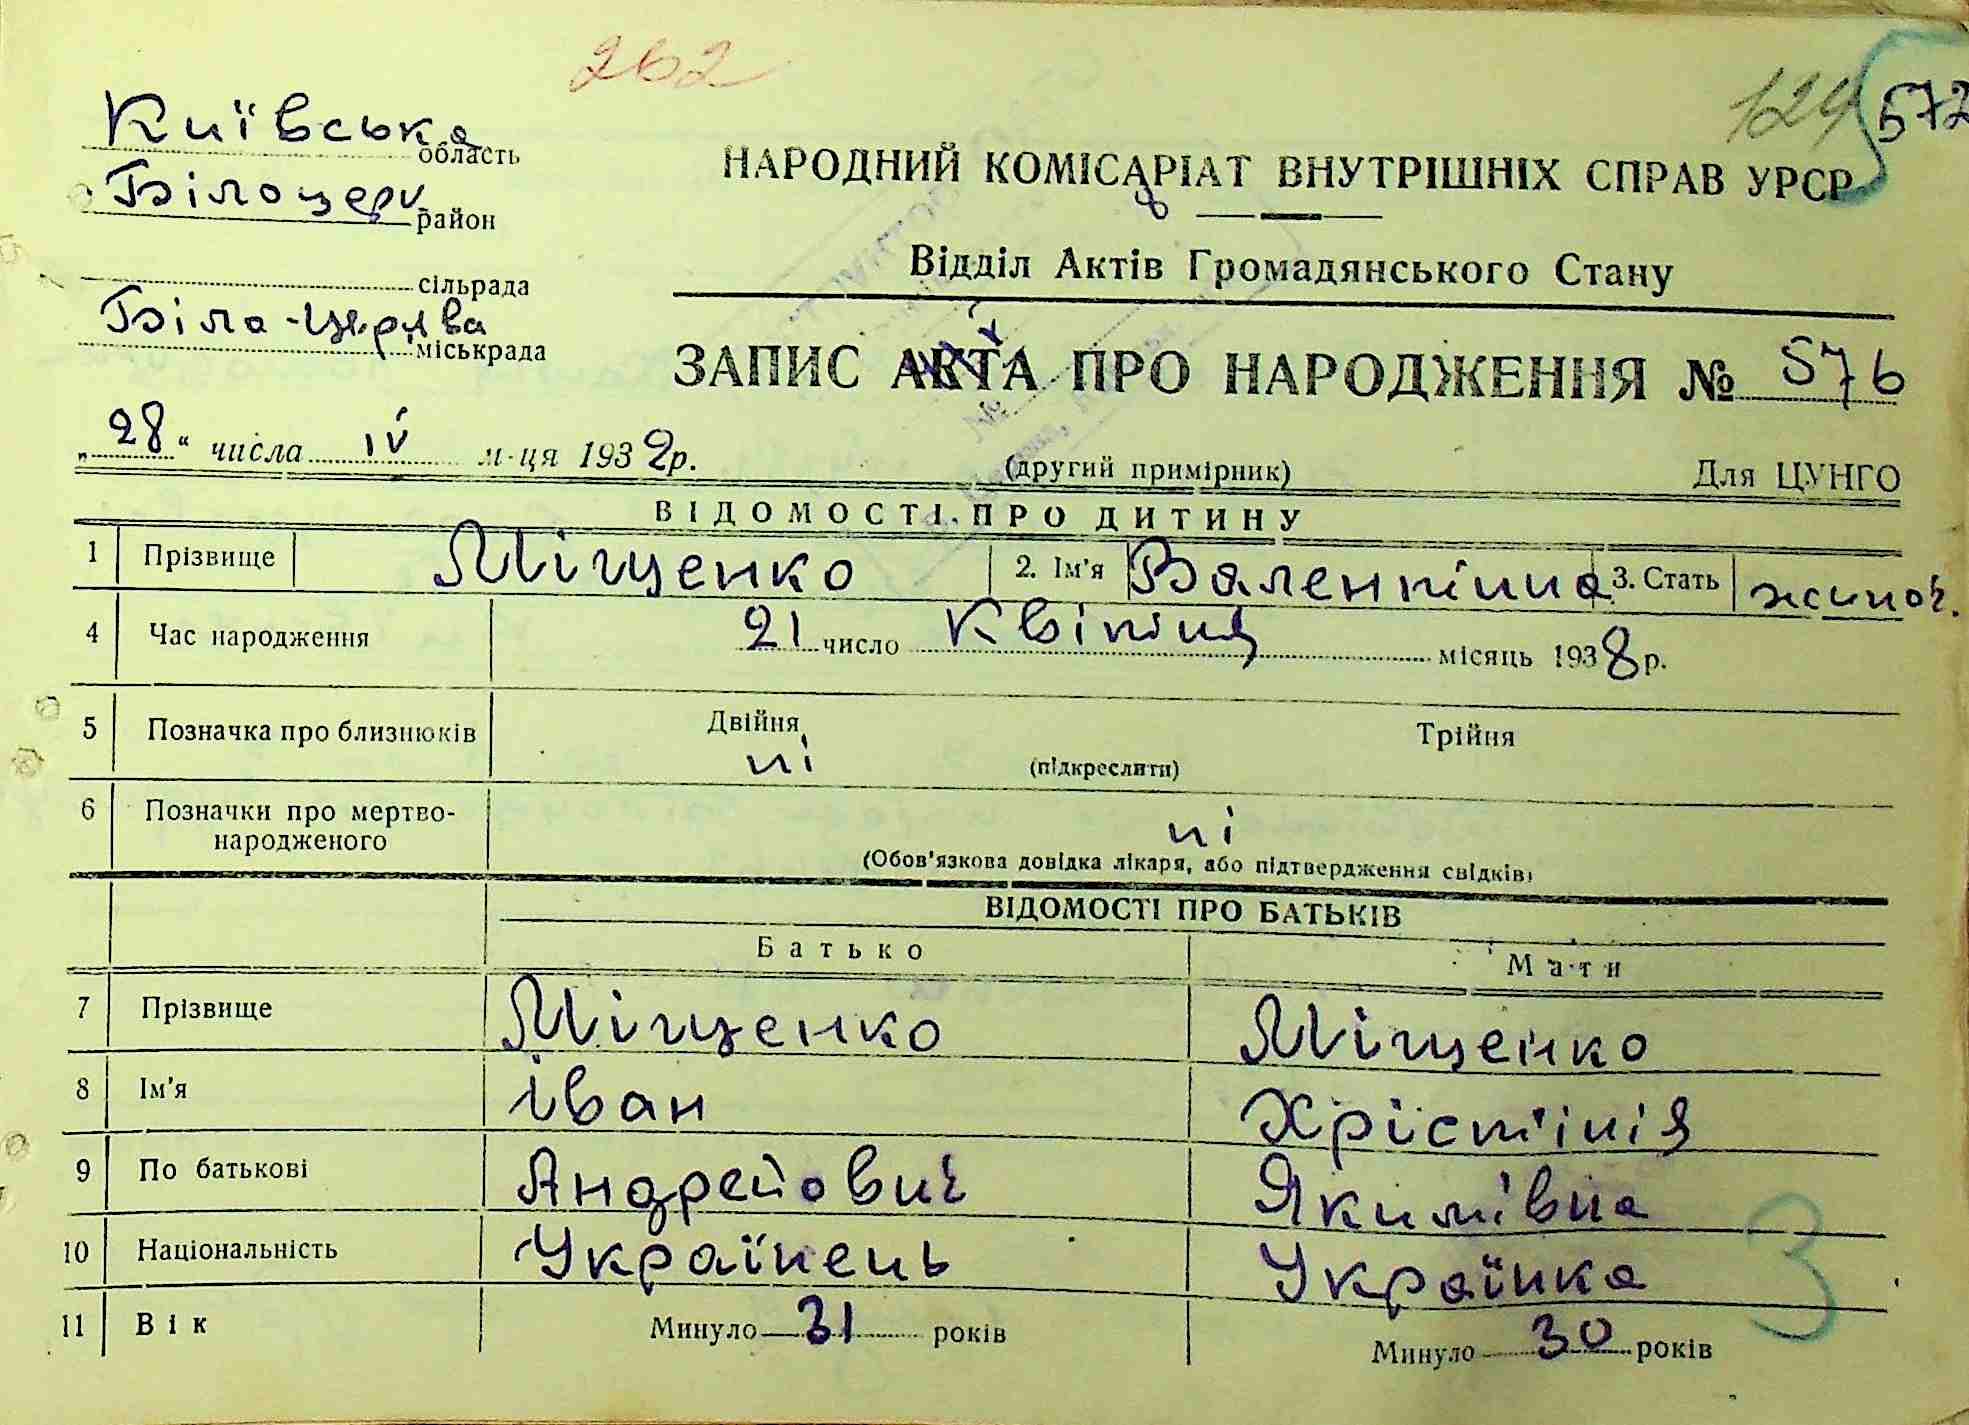 262
129 572
Київська область
Білоцерк. район
сільрада
Біла-Церква міськрада
НАРОДНИЙ КОМІСАРІАТ ВНУТРІШНІХ СПРАВ УРСР
Відділ Актів Громадянського Стану
ЗАПИС АКТА ПРО НАРОДЖЕННЯ № 576
„28“ числа IV м-ця 1938р.
(другий примірник)
Для ЦУНГО
ВІДОМОСТІ ПРО ДИТИНУ
1 Прізвище Міщенко 2. Ім'я Валентина 3. Стать жіноч.
4 Час народження 21 число Квітня місяць 1938р.
5 Позначка про близнюків Двійня Трійня
ні (підкреслити)
6 Позначки про мертво-
народженого ні
(Обов'язкова довідка лікаря, або підтвердження свідків)
ВІДОМОСТІ ПРО БАТЬКІВ
Батько Мати
7 Прізвище Міщенко Міщенко
8 Ім'я Іван Хрістінія
9 По батькові Андрейович Якимівна
10 Національність Українець Українка
11 Вік Минуло 31 років Минуло 30 років
3